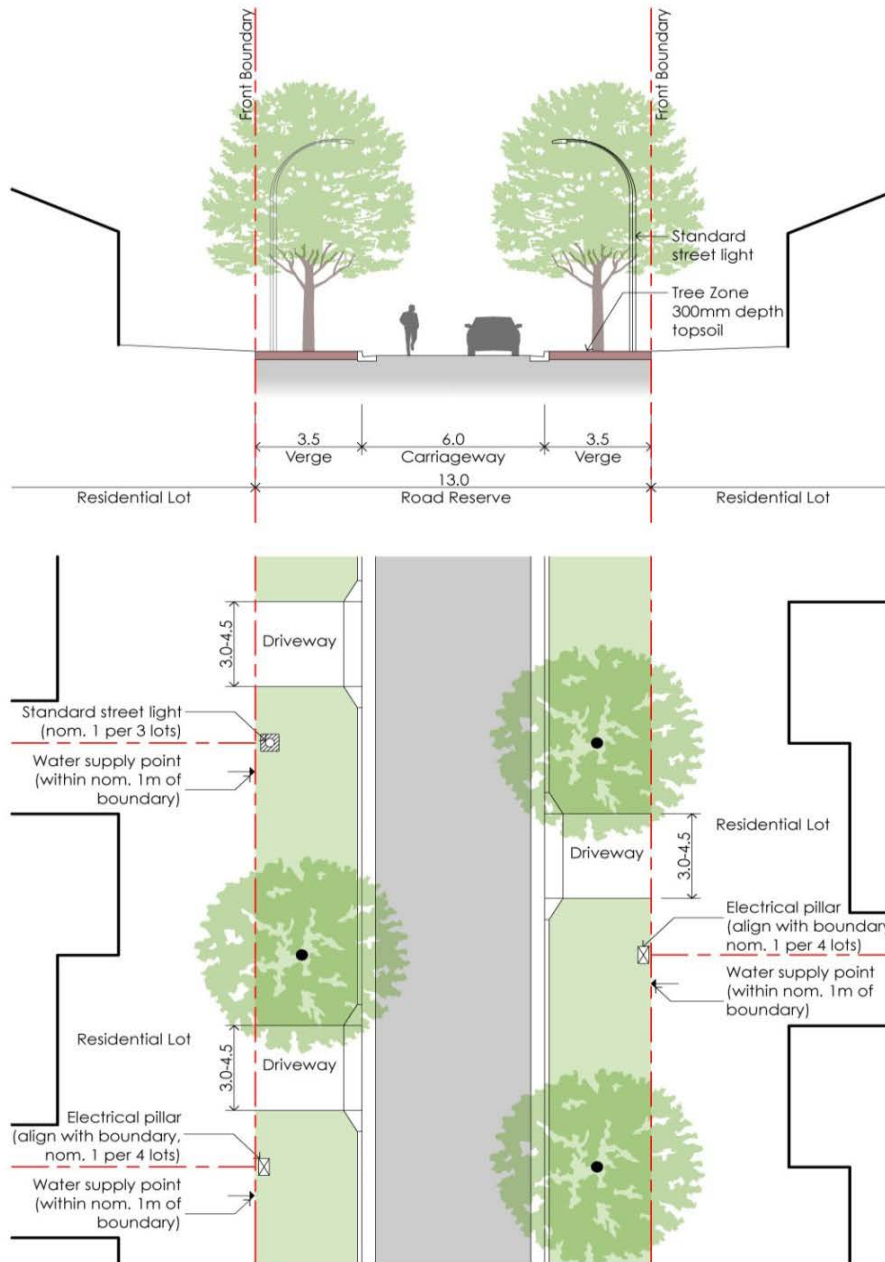 Front Boundary
Front Boundary
Standard
street light
Tree Zone
300mm depth
topsoil
3.5
Verge
6.0
Carriageway
3.5
Verge
13.0
Residential Lot
Road Reserve
Residential Lot
3.0-4.5
Driveway
Standard street light
(nom. 1 per 3 lots)
Water supply point
(within nom. 1m of
boundary)
Residential Lot
Driveway
3.0-4.5
Electrical pillar
(align with boundary
nom. 1 per 4 lots)
Water supply point
(within nom. 1m of
boundary)
Residential Lot
3.0-4.5
Driveway
Electrical pillar
(align with boundary,
nom. 1 per 4 lots)
Water supply point
(within nom. 1m of
boundary)